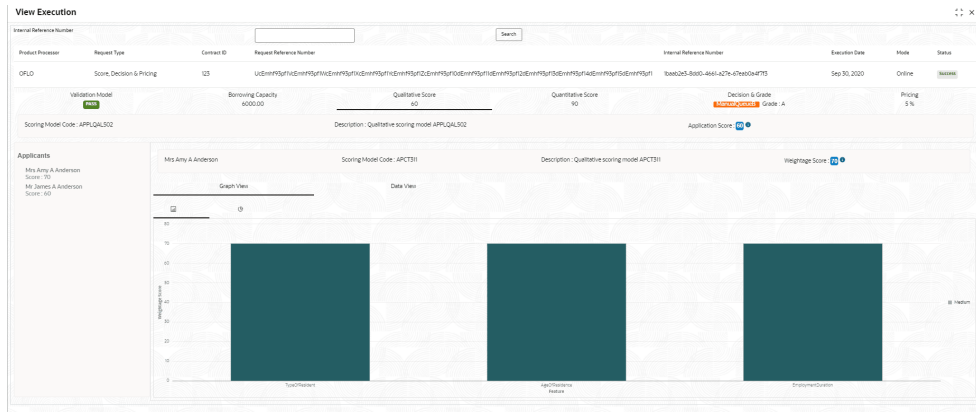 View Execution
Internal Reference Number
Search
Product Processor Request Type Contract ID Request Reference Number Internal Reference Number Execution Date Mode Status
OFLO Score, Decision & Pricing 123 Sep 30, 2020 Online Success
Validation Model Borrowing Capacity Qualitative Score Quantitative Score Decision & Grade Pricing
PASS 6000.00 60 90 ManualQueueB Grade : A 5 %
Scoring Model Code : APPLQALS02 Description : Qualitative scoring model APPLQALS02 Application Score : 60
Applicants
Mrs Amy A Anderson
Score : 70
Mr James A Anderson
Score : 60
Mrs Amy A Anderson Scoring Model Code : APCT311 Description : Qualitative scoring model APCT311 Weightage Score : 70
Graph View Data View
80
70
60
50
40
30
20
10
0
Weightage Score
TypeOfResident AgeOfResidence EmploymentDuration
Feature
Medium